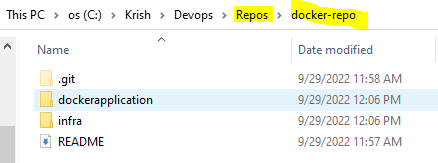 This PC > os (C:) > Krish > Devops > Repos > docker-repo
Name Date modified
.git 9/29/2022 11:58 AM
dockerapplication 9/29/2022 12:06 PM
infra 9/29/2022 12:06 PM
README 9/29/2022 11:57 AM